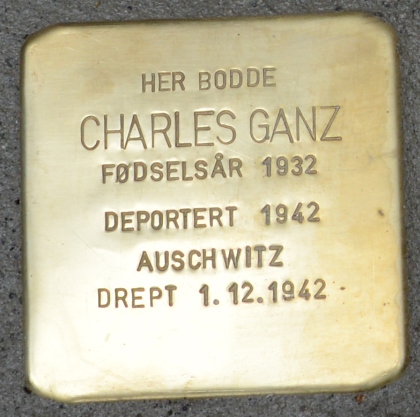 HER BODDE
CHARLES GANZ
FØDSELSÅR 1932
DEPORTERT 1942
AUSCHWITZ
DREPT 1.12.1942